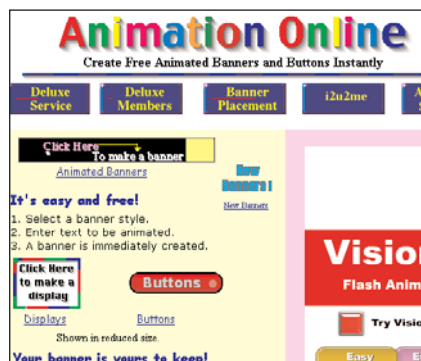 Animation Online
Create Free Animated Banners and Buttons Instantly
Deluxe Service
Deluxe Members
Banner Placement
i2u2me
Click Here
To make a banner
Animated Banners
New Banners!
New Banners
It's easy and free!
1. Select a banner style.
2. Enter text to be animated.
3. A banner is immediately created.
Click Here
to make a
display
Buttons
Displays
Buttons
Shown in reduced size.
Your banner is yours to keep!
Vision
Flash Anim
Try Visio
Easy